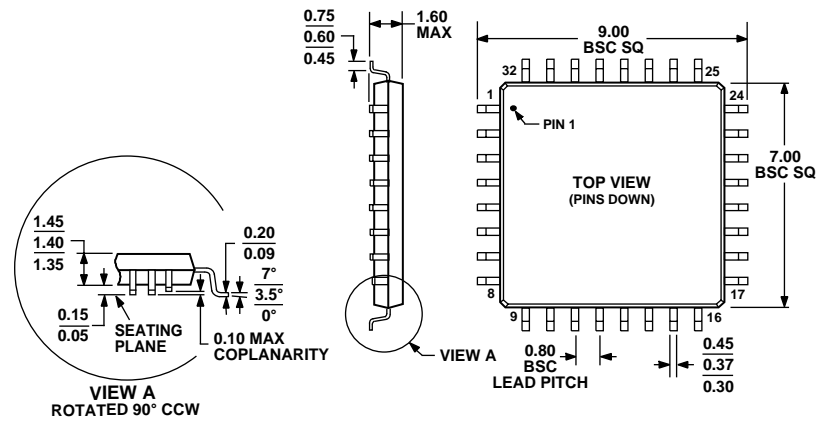 0.75
0.60
0.45
1.60
MAX
9.00
BSC SQ
32
25
1
24
PIN 1
TOP VIEW
(PINS DOWN)
7.00
BSC SQ
8
17
9
16
0.80
BSC
LEAD PITCH
0.45
0.37
0.30
VIEW A
1.45
1.40
1.35
0.20
0.09
7°
3.5°
0°
0.15
0.05
SEATING
PLANE
0.10 MAX
COPLANARITY
VIEW A
ROTATED 90° CCW